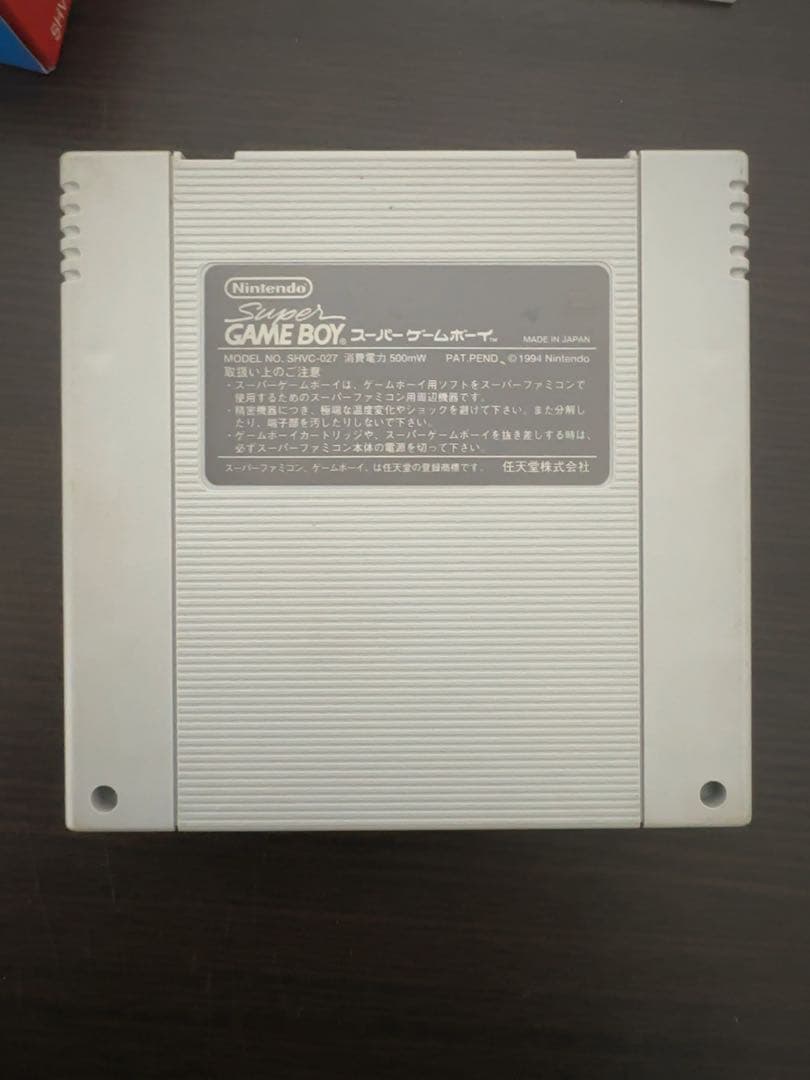 SHV
Nintendo
Super
GAME BOY® スーパーゲームボーイ™ MADE IN JAPAN
MODEL NO. SHVC-027 消費電力 500mW PAT.PEND. ©1994 Nintendo
取扱い上のご注意
・スーパーゲームボーイは、ゲームボーイ用ソフトをスーパーファミコンで
使用するためのスーパーファミコン用周辺機器です。
・精密機器につき、極端な温度変化やショックを避けて下さい。また分解し
たり、端子部を汚したりしないで下さい。
・ゲームボーイカートリッジや、スーパーゲームボーイを抜き差しする時は、
必ずスーパーファミコン本体の電源を切って下さい。
スーパーファミコン、ゲームボーイ、は任天堂の登録商標です。 任天堂株式会社